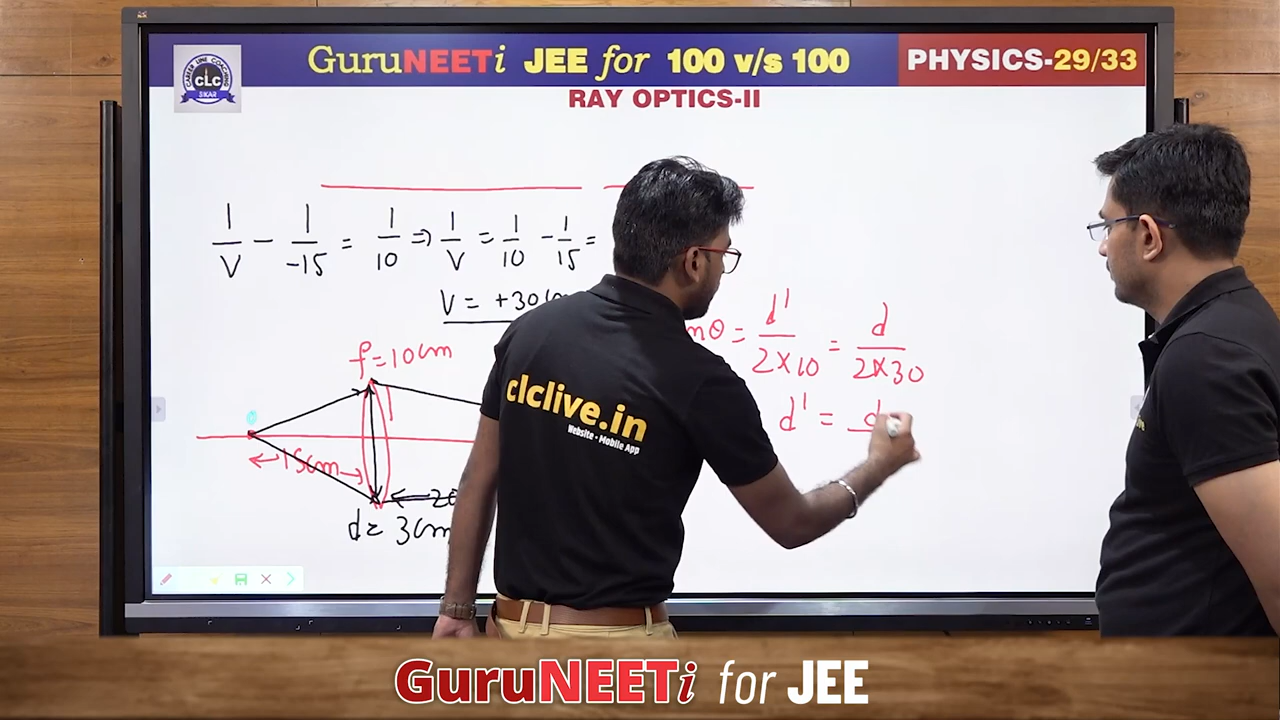 GuruNEETi JEE for 100 v/s 100
PHYSICS-29/33
CLC
SIKAR
RAY OPTICS-II
1/V - 1/-15 = 1/10 ⇒ 1/V = 1/10 - 1/15 =
V = +30
f=10cm
15cm
d= 3cm
θ = d'/2×10 = d/2×30
d' = d
clclive.in
Website • Mobile App
GuruNEETi for JEE